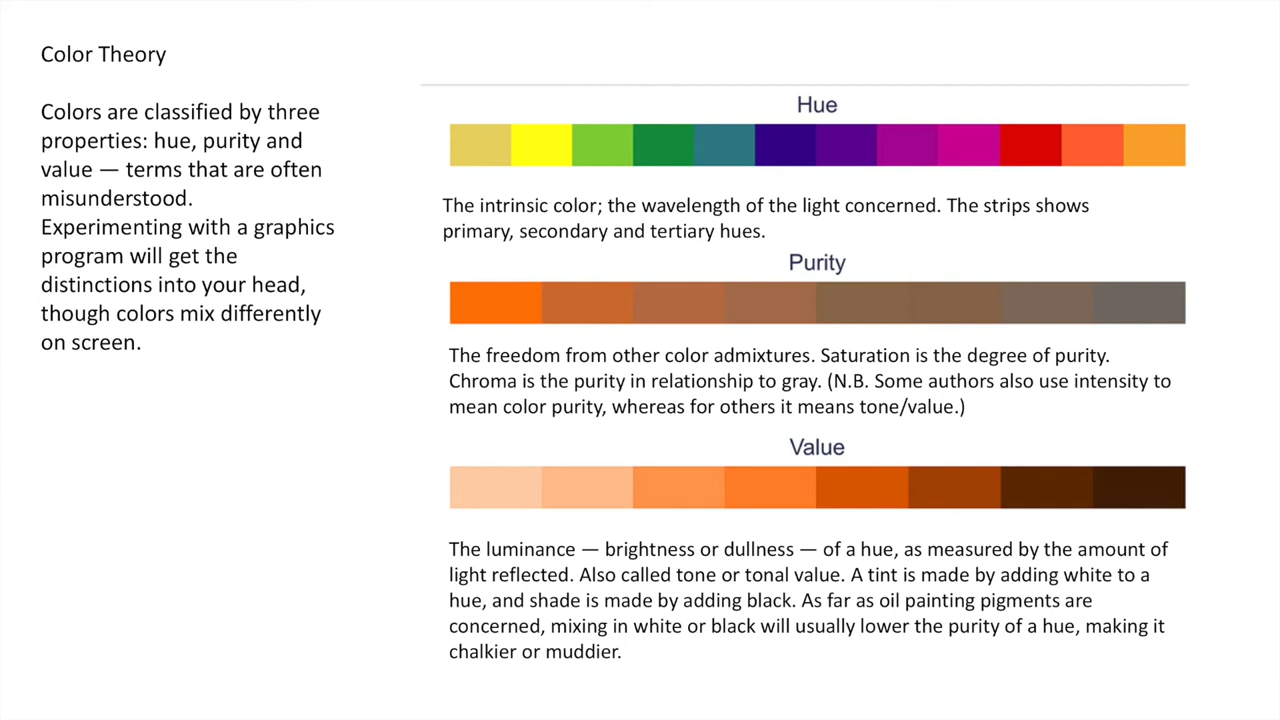 Color Theory
Colors are classified by three
properties: hue, purity and
value — terms that are often
misunderstood.
Experimenting with a graphics
program will get the
distinctions into your head,
though colors mix differently
on screen.
Hue
The intrinsic color; the wavelength of the light concerned. The strips shows
primary, secondary and tertiary hues.
Purity
The freedom from other color admixtures. Saturation is the degree of purity.
Chroma is the purity in relationship to gray. (N.B. Some authors also use intensity to
mean color purity, whereas for others it means tone/value.)
Value
The luminance — brightness or dullness — of a hue, as measured by the amount of
light reflected. Also called tone or tonal value. A tint is made by adding white to a
hue, and shade is made by adding black. As far as oil painting pigments are
concerned, mixing in white or black will usually lower the purity of a hue, making it
chalkier or muddier.